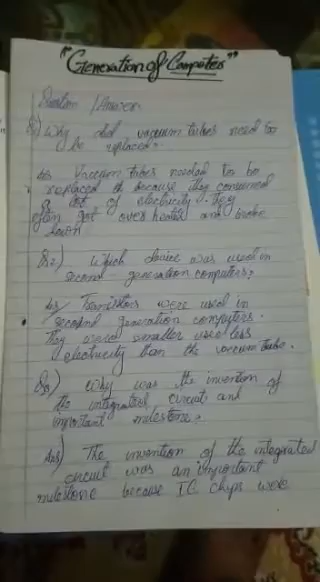 "Generation of Computer"
Question / Answer
Q1) Why did vacuum tubes need to
be replaced?
Ans Vaccum tubes needed to be
replaced because they consumed
a lot of electricity. they
often got over heated and broke
down
Q2) Which device was used in
second-generation computers?
Ans Transistors were used in
second generation computers.
They were smaller used less
electricity than the vaccum tube.
Q3) Why was the invention of
the integrated circuit and
important milestone?
Ans) The invention of the integrated
circuit was an important
milestone because IC chips were